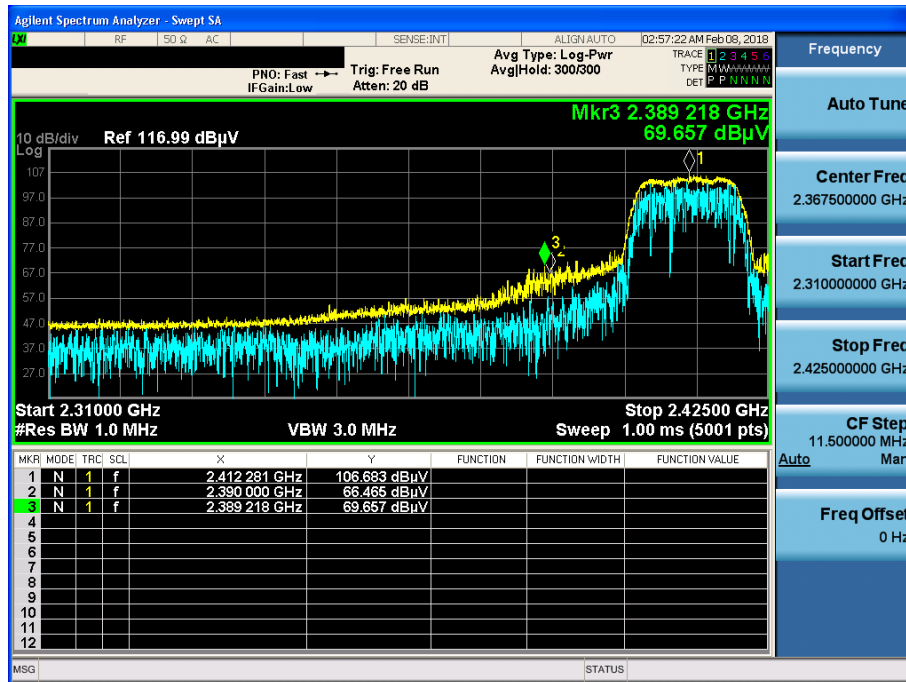 Agilent Spectrum Analyzer - Swept SA
LXI RF 50 Ω AC SENSE:INT ALIGN AUTO 02:57:22 AM Feb 08, 2018
PNO: Fast Trig: Free Run Avg Type: Log-Pwr TRACE 1 2 3 4 5 6
IFGain:Low Atten: 20 dB Avg|Hold: 300/300 TYPE M W
DET P P N N N N
Mkr3 2.389 218 GHz
69.657 dBµV
10 dB/div Ref 116.99 dBµV
Log
107
97.0
87.0
77.0
67.0
57.0
47.0
37.0
27.0
1
3
2
Start 2.31000 GHz Stop 2.42500 GHz
#Res BW 1.0 MHz VBW 3.0 MHz Sweep 1.00 ms (5001 pts)
MKR MODE TRC SCL X Y FUNCTION FUNCTION WIDTH FUNCTION VALUE
1 N 1 f 2.412 281 GHz 106.683 dBµV
2 N 1 f 2.390 000 GHz 66.465 dBµV
3 N 1 f 2.389 218 GHz 69.657 dBµV
4
5
6
7
8
9
10
11
12
MSG STATUS
Frequency
Auto Tune
Center Freq
2.367500000 GHz
Start Freq
2.310000000 GHz
Stop Freq
2.425000000 GHz
CF Step
11.500000 MHz
Auto Man
Freq Offset
0 Hz